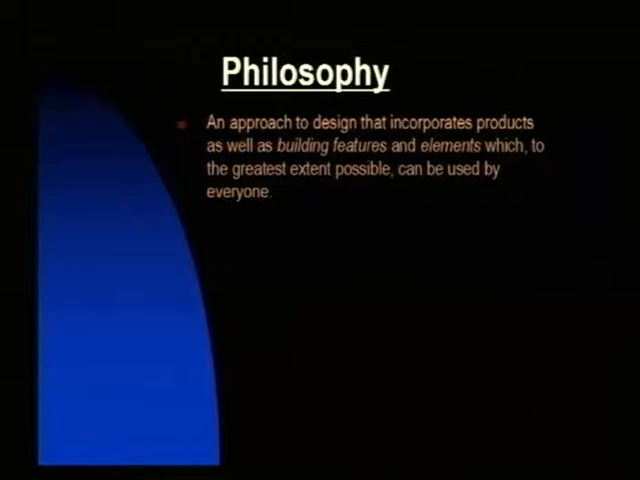 Philosophy
An approach to design that incorporates products
as well as building features and elements which, to
the greatest extent possible, can be used by
everyone.